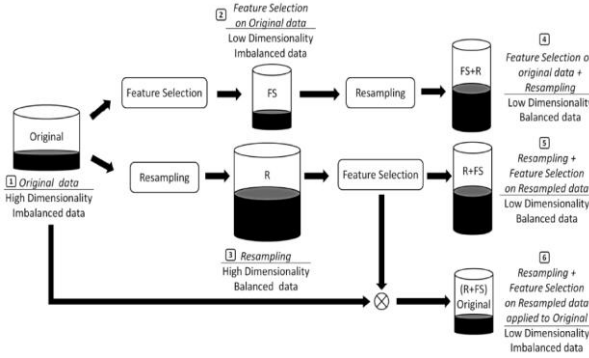 2 Feature Selection
on Original data
Low Dimensionality
Imbalanced data
Feature Selection
FS
Resampling
FS+R
4
Feature Selection o
original data +
Resampling
Low Dimensionality
Balanced data
Original
1 Original data
High Dimensionality
Imbalanced data
Resampling
R
Feature Selection
R+FS
5
Resampling +
Feature Selection
on Resampled data
Low Dimensionality
Balanced data
3 Resampling
High Dimensionality
Balanced data
(R+FS)
Original
6
Resampling +
Feature Selection
on Resampled data
applied to Original
Low Dimensionality
Imbalanced data